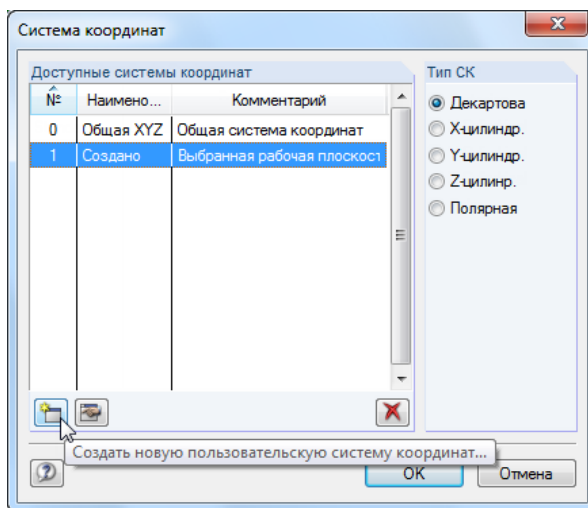 Система координат
Доступные системы координат
Тип СК
№ Наимено... Комментарий
0 Общая XYZ Общая система координат
1 Создано Выбранная рабочая плоскост
Декартова
X-цилиндр.
Y-цилиндр.
Z-цилинр.
Полярная
Создать новую пользовательскую систему координат...
OK
Отмена